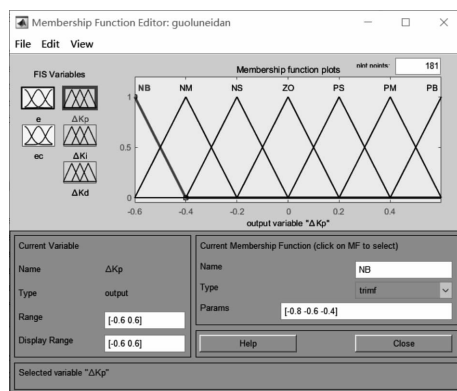 Membership Function Editor: guoluneidan
File Edit View
FIS Variables
e
ΔKp
ec
ΔKi
ΔKd
Membership function plots
plot points:
181
NB NM NS ZO PS PM PB
1
0.5
0
-0.6 -0.4 -0.2 0 0.2 0.4
output variable "ΔKp"
Current Variable
Name ΔKp
Type output
Range [-0.6 0.6]
Display Range [-0.6 0.6]
Current Membership Function (click on MF to select)
Name NB
Type trimf
Params [-0.8 -0.6 -0.4]
Help Close
Selected variable "ΔKp"